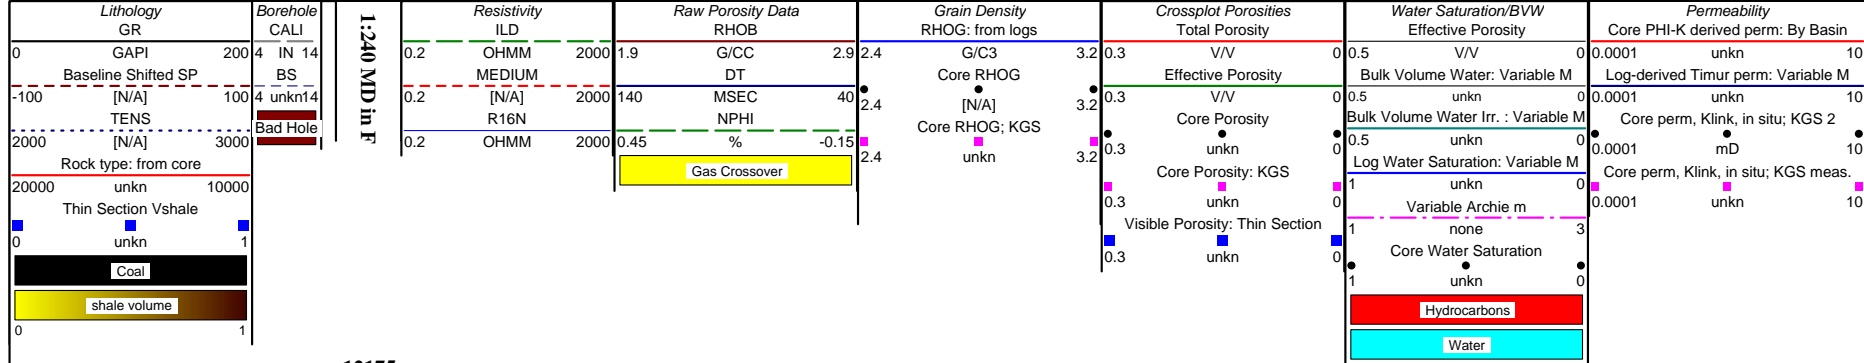 Lithology
GR
0 GAPI 200
Baseline Shifted SP
-100 [N/A] 100
TENS
2000 [N/A] 3000
Rock type: from core
20000 unkn 10000
Thin Section Vshale
0 unkn 1
Coal
shale volume
0 1
Borehole
CALI
4 IN 14
BS
4 unkn14
Bad Hole
1:240 MD in F
Resistivity
ILD
0.2 OHMM 2000
MEDIUM
0.2 [N/A] 2000
R16N
0.2 OHMM 2000
Raw Porosity Data
RHOB
1.9 G/CC 2.9
DT
140 MSEC 40
NPHI
0.45 % -0.15
Gas Crossover
Grain Density
RHOG: from logs
2.4 G/C3 3.2
Core RHOG
2.4 [N/A] 3.2
Core RHOG; KGS
2.4 unkn 3.2
Crossplot Porosities
Total Porosity
0.3 V/V 0
Effective Porosity
0.3 V/V 0
Core Porosity
0.3 unkn 0
Core Porosity: KGS
0.3 unkn 0
Visible Porosity: Thin Section
0.3 unkn 0
Water Saturation/BVW
Effective Porosity
0.5 V/V 0
Bulk Volume Water: Variable M
0.5 unkn 0
Bulk Volume Water Irr. : Variable M
0.5 unkn 0
Log Water Saturation: Variable M
1 unkn 0
Variable Archie m
1 none 3
Core Water Saturation
1 unkn 0
Hydrocarbons
Water
Permeability
Core PHI-K derived perm: By Basin
0.0001 unkn 10
Log-derived Timur perm: Variable M
0.0001 unkn 10
Core perm, Klink, in situ; KGS 2
0.0001 mD 10
Core perm, Klink, in situ; KGS meas.
0.0001 unkn 10